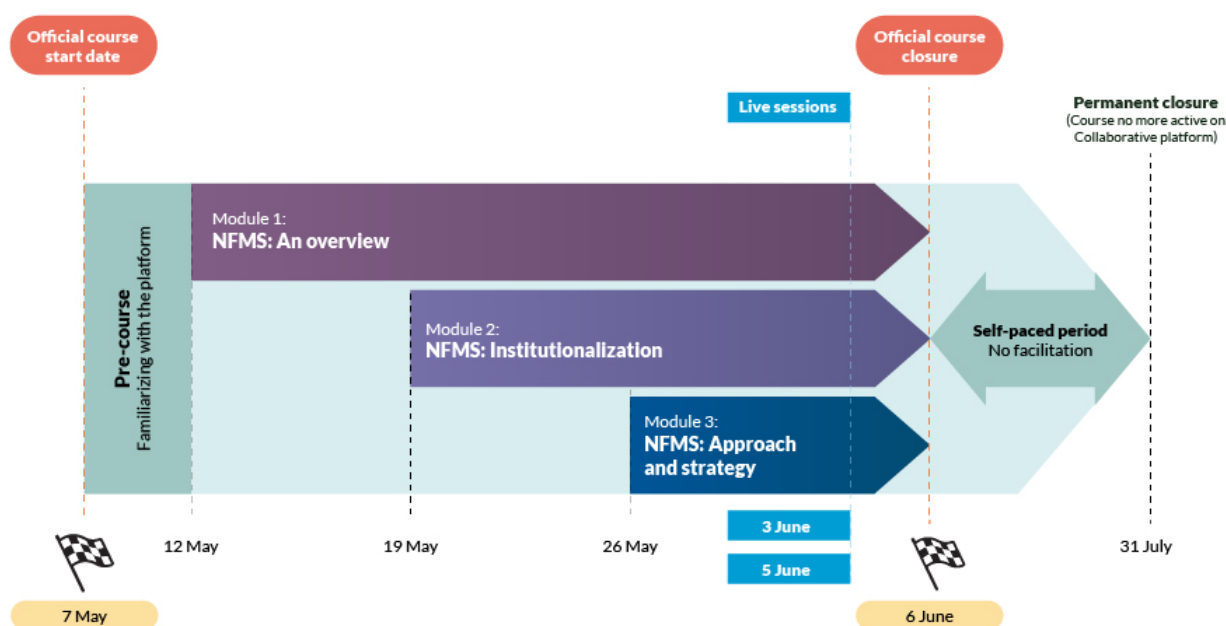 Official course
start date
Official course
closure
Live sessions
Permanent closure
(Course no more active on
Collaborative platform)
Pre-course
Familiarizing with the platform
Module 1:
NFMS: An overview
Module 2:
NFMS: Institutionalization
Self-paced period
No facilitation
Module 3:
NFMS: Approach
and strategy
12 May
19 May
26 May
3 June
5 June
31 July
7 May
6 June